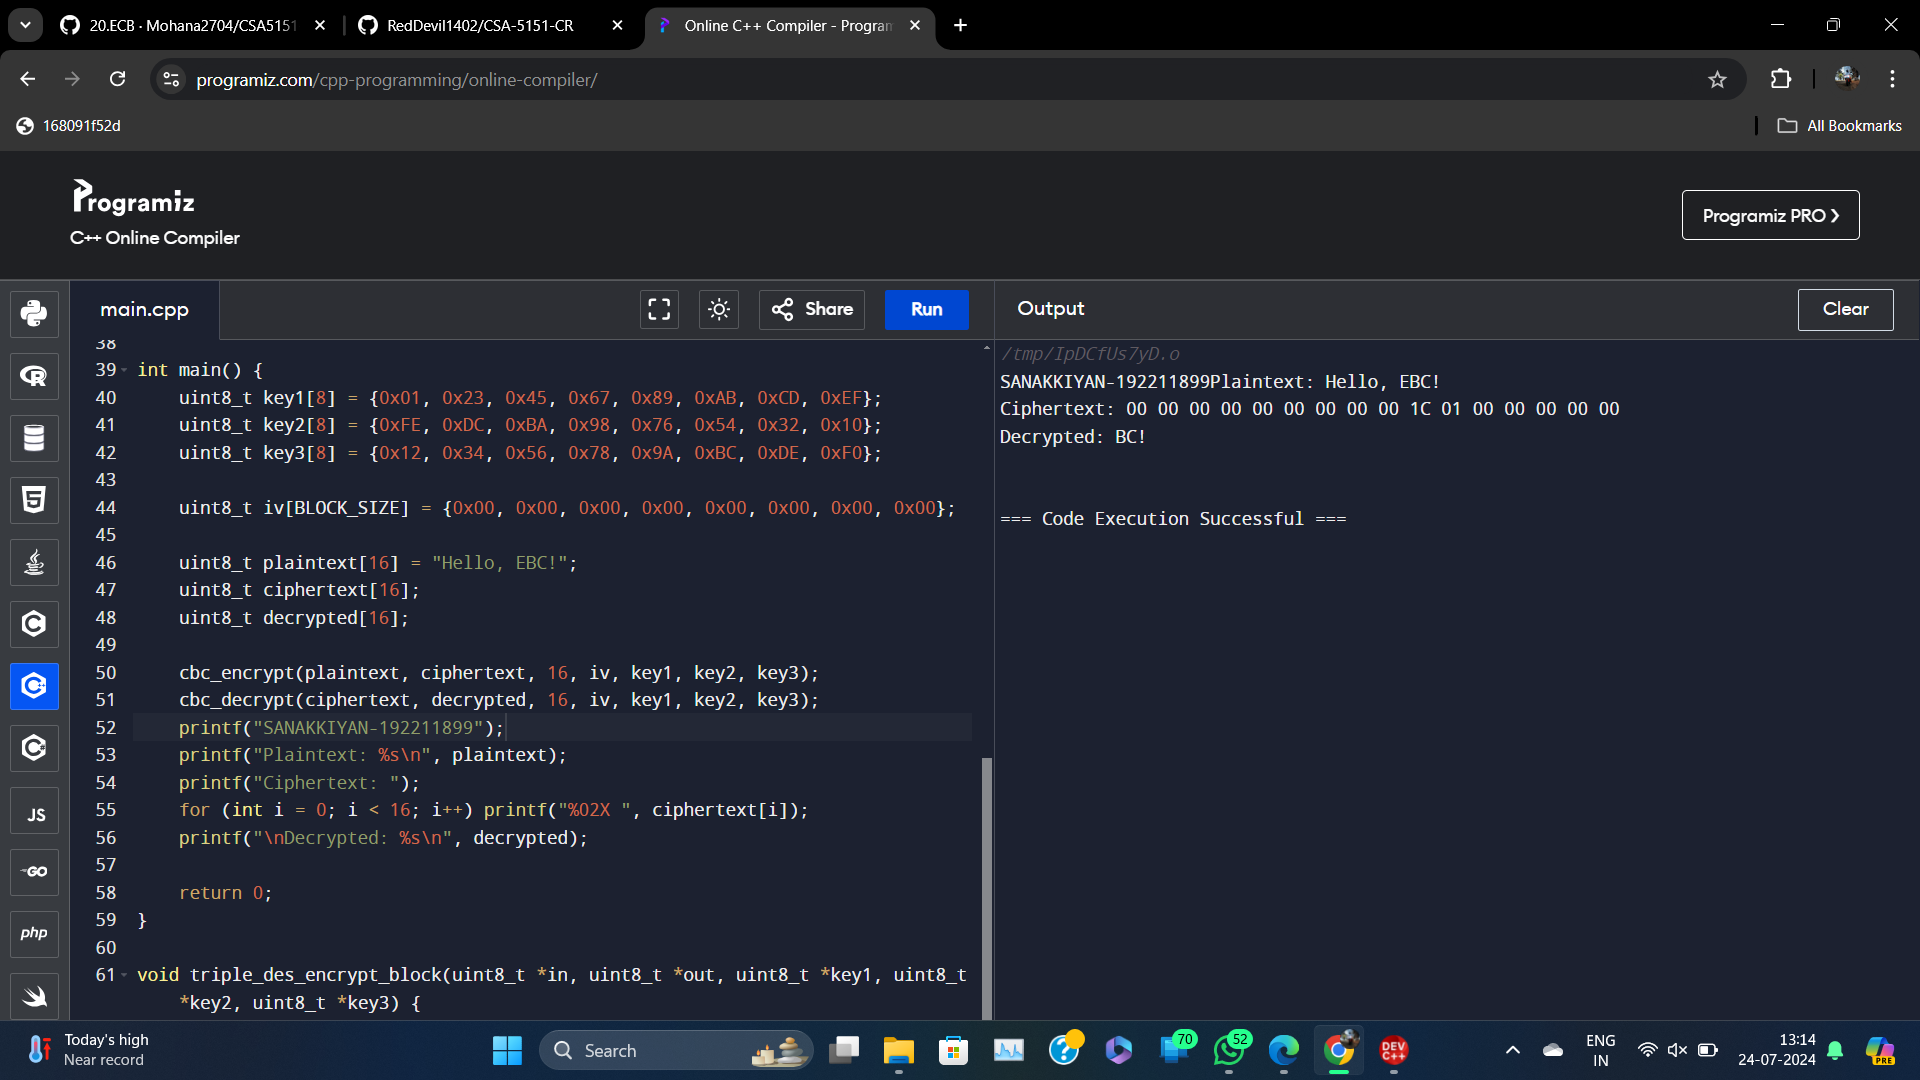 20.ECB · Mohana2704/CSA5151
RedDevil1402/CSA-5151-CR
Online C++ Compiler - Program
programiz.com/cpp-programming/online-compiler/
168091f52d
All Bookmarks
Programiz
C++ Online Compiler
Programiz PRO
main.cpp
Share
Run
Output
Clear
38
39 int main() {
40 uint8_t key1[8] = {0x01, 0x23, 0x45, 0x67, 0x89, 0xAB, 0xCD, 0xEF};
41 uint8_t key2[8] = {0xFE, 0xDC, 0xBA, 0x98, 0x76, 0x54, 0x32, 0x10};
42 uint8_t key3[8] = {0x12, 0x34, 0x56, 0x78, 0x9A, 0xBC, 0xDE, 0xF0};
43
44 uint8_t iv[BLOCK_SIZE] = {0x00, 0x00, 0x00, 0x00, 0x00, 0x00, 0x00, 0x00};
45
46 uint8_t plaintext[16] = "Hello, EBC!";
47 uint8_t ciphertext[16];
48 uint8_t decrypted[16];
49
50 cbc_encrypt(plaintext, ciphertext, 16, iv, key1, key2, key3);
51 cbc_decrypt(ciphertext, decrypted, 16, iv, key1, key2, key3);
52 printf("SANAKKIYAN-192211899");
53 printf("Plaintext: %s\n", plaintext);
54 printf("Ciphertext: ");
55 for (int i = 0; i < 16; i++) printf("%02X ", ciphertext[i]);
56 printf("\nDecrypted: %s\n", decrypted);
57
58 return 0;
59 }
60
61 void triple_des_encrypt_block(uint8_t *in, uint8_t *out, uint8_t *key1, uint8_t
*key2, uint8_t *key3) {
/tmp/IpDCfUs7yD.o
SANAKKIYAN-192211899Plaintext: Hello, EBC!
Ciphertext: 00 00 00 00 00 00 00 00 00 1C 01 00 00 00 00 00
Decrypted: BC!
=== Code Execution Successful ===
JS
GO
php
Today's high
Near record
Search
70
52
DEV
C++
ENG
IN
13:14
24-07-2024
PRE